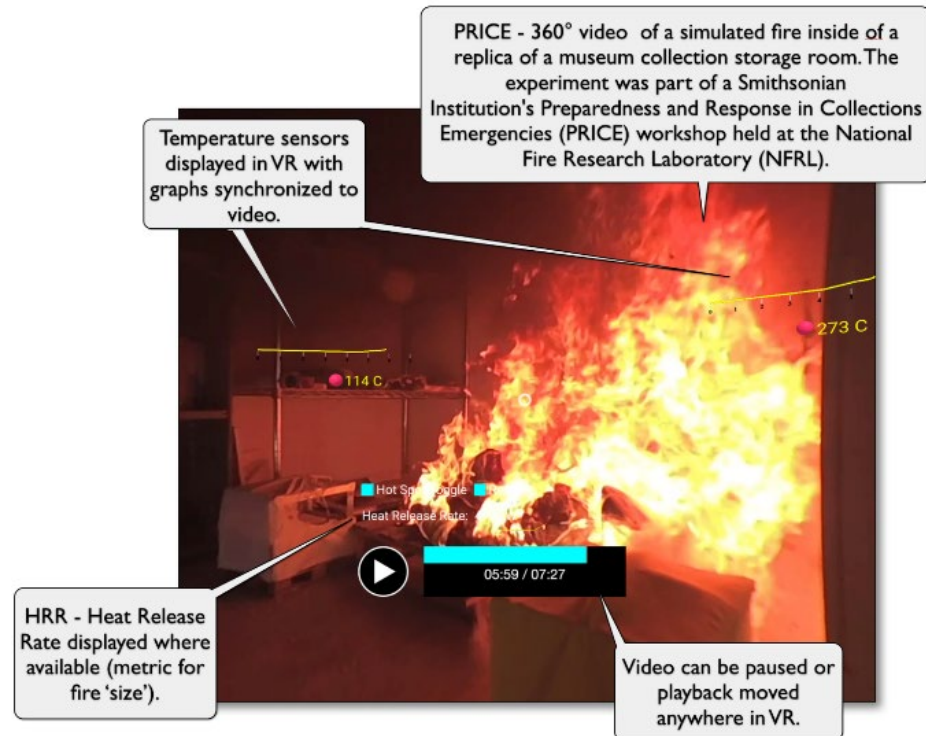 PRICE - 360° video of a simulated fire inside of a
replica of a museum collection storage room. The
experiment was part of a Smithsonian
Institution's Preparedness and Response in Collections
Emergencies (PRICE) workshop held at the National
Fire Research Laboratory (NFRL).
Temperature sensors
displayed in VR with
graphs synchronized to
video.
273 C
114 C
Hot Spot Toggle
Heat Release Rate:
05:59 / 07:27
HRR - Heat Release
Rate displayed where
available (metric for
fire ‘size’).
Video can be paused or
playback moved
anywhere in VR.